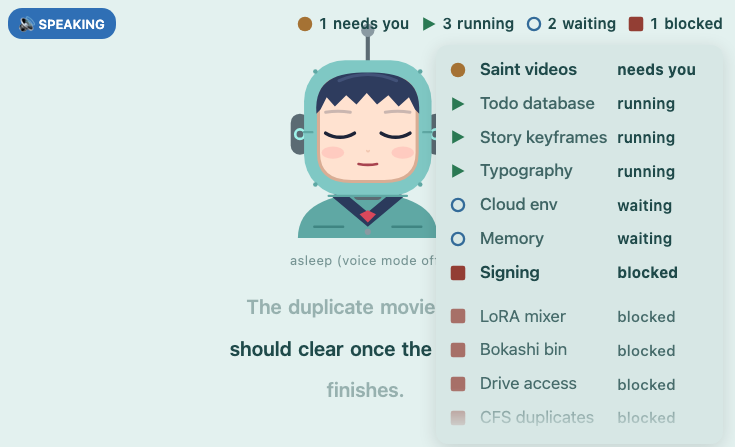 SPEAKING
1 needs you 3 running 2 waiting 1 blocked
Saint videos needs you
Todo database running
Story keyframes running
Typography running
Cloud env waiting
Memory waiting
Signing blocked
LoRA mixer blocked
Bokashi bin blocked
Drive access blocked
CFS duplicates blocked
asleep (voice mode of
The duplicate movie
should clear once the
finishes.